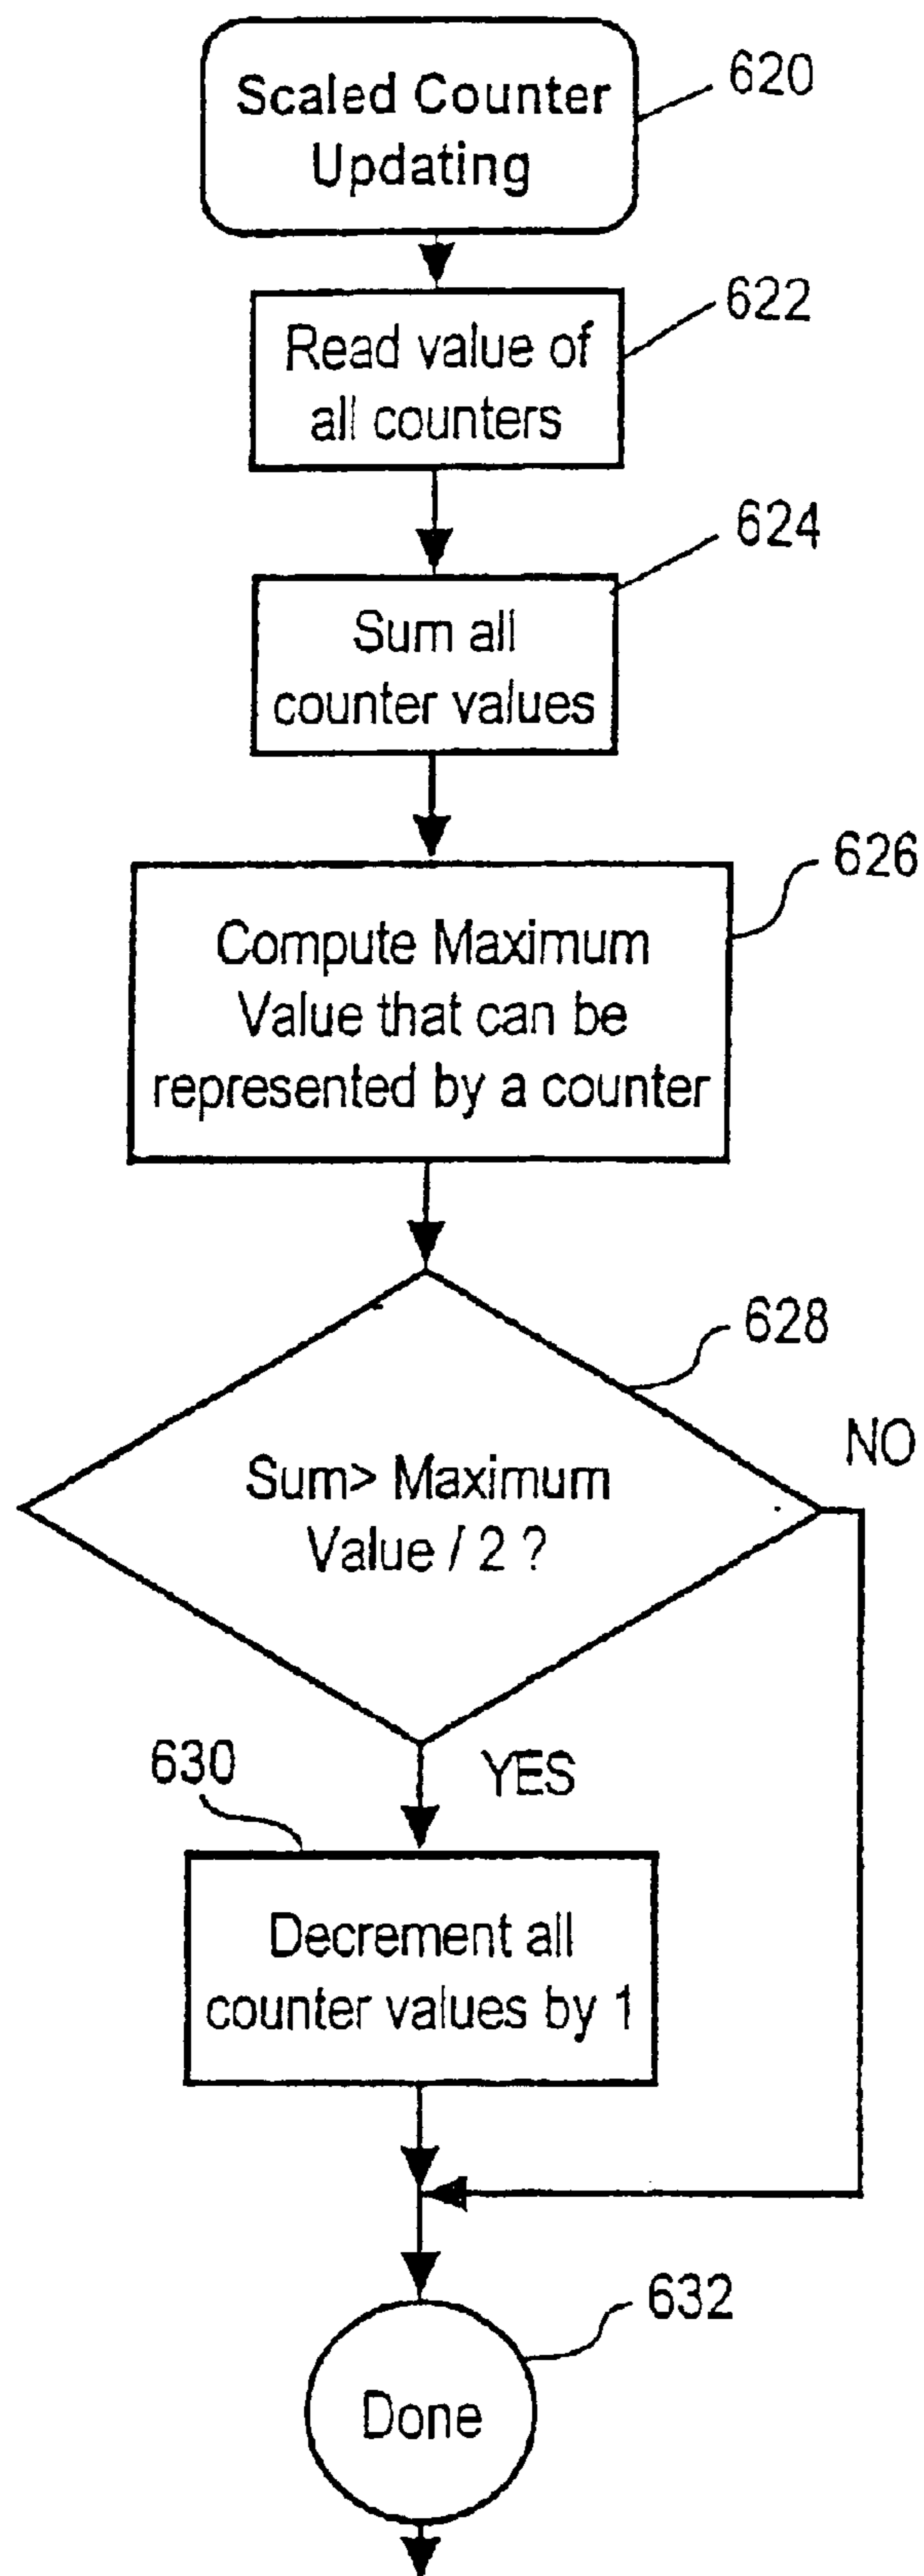 Scaled Counter
Updating
620
Read value of
all counters
622
Sum all
counter values
624
Compute Maximum
Value that can be
represented by a counter
626
Sum> Maximum
Value / 2 ?
628
NO
YES
630
Decrement all
counter values by 1
Done
632